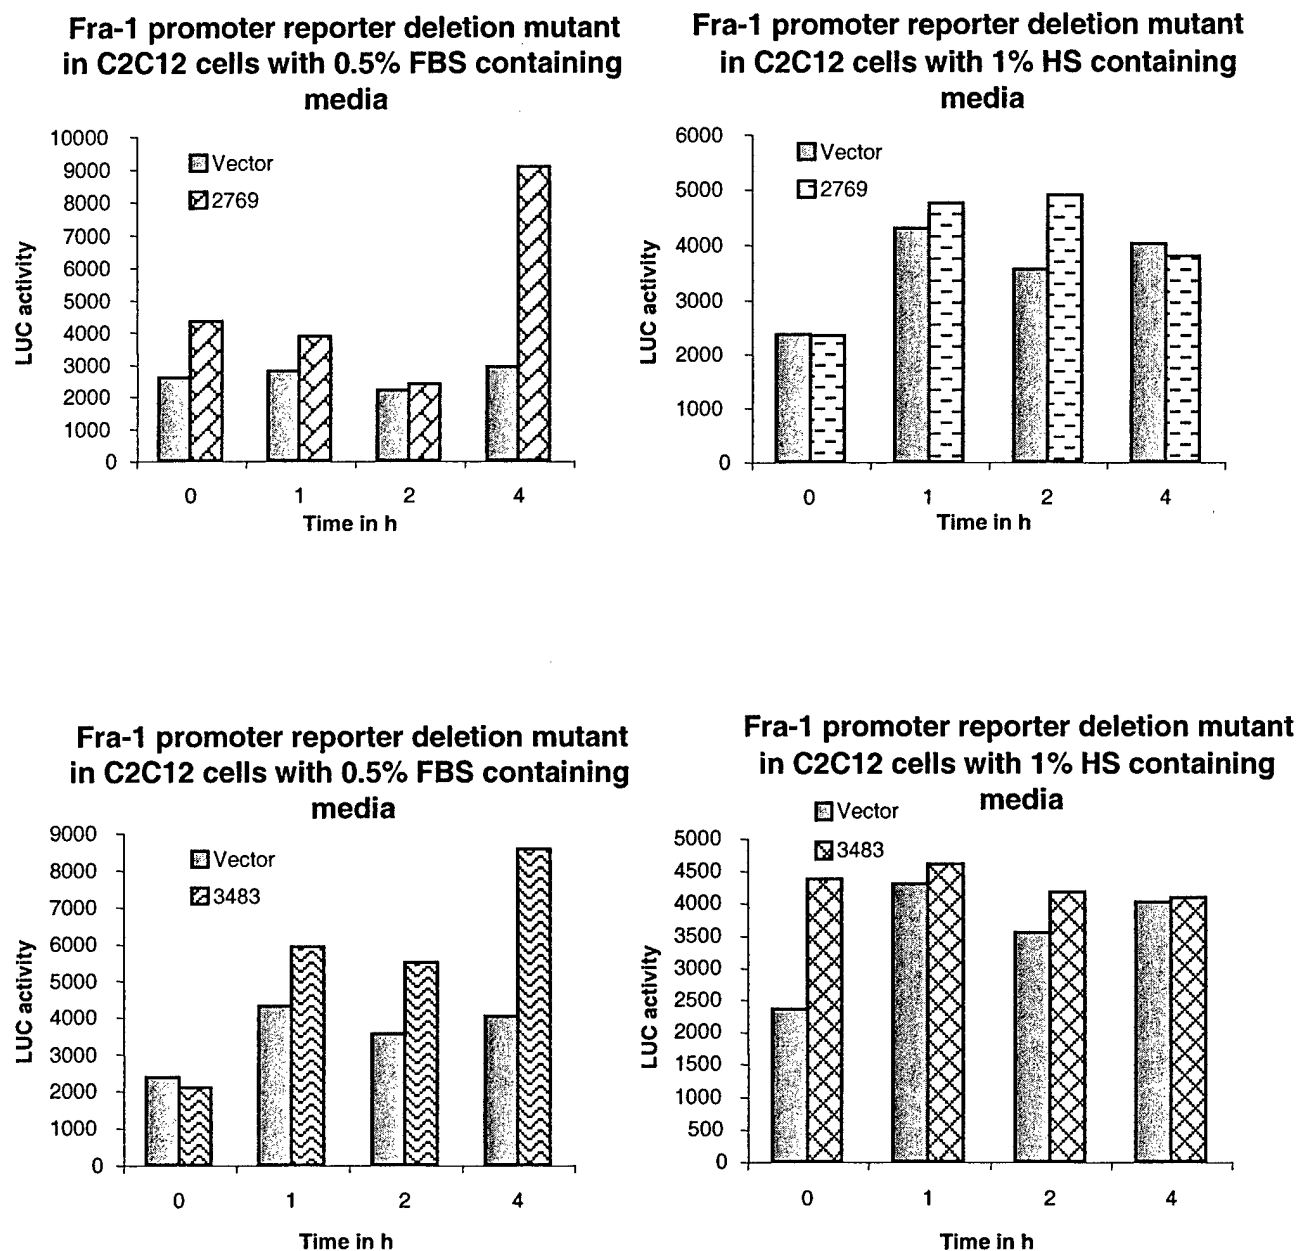 Fra-1 promoter reporter deletion mutant
in C2C12 cells with 0.5% FBS containing
media
10000
9000
8000
7000
6000
5000
4000
3000
2000
1000
0
LUC activity
Vector
2769
0 1 2 4
Time in h
Fra-1 promoter reporter deletion mutant
in C2C12 cells with 1% HS containing
media
6000
5000
4000
3000
2000
1000
0
LUC activity
Vector
2769
0 1 2 4
Time in h
Fra-1 promoter reporter deletion mutant
in C2C12 cells with 0.5% FBS containing
media
9000
8000
7000
6000
5000
4000
3000
2000
1000
0
LUC activity
Vector
3483
0 1 2 4
Time in h
Fra-1 promoter reporter deletion mutant
in C2C12 cells with 1% HS containing
media
Vector
3483
5000
4500
4000
3500
3000
2500
2000
1500
1000
500
0
LUC activity
0 1 2 4
Time in h